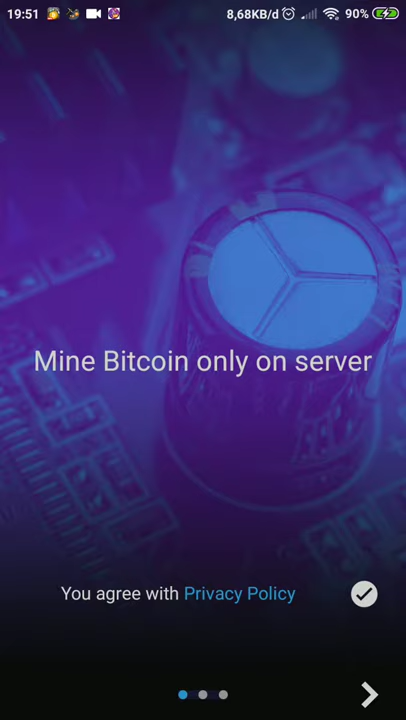 19:51 8,68KB/d 90%
Mine Bitcoin only on server
You agree with Privacy Policy